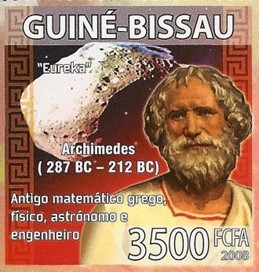 GUINÉ-BISSAU
"Eureka"
Archimedes
( 287 BC – 212 BC)
Antigo matemático grego,
físico, astrónomo e
engenheiro
3500 FCFA
2008